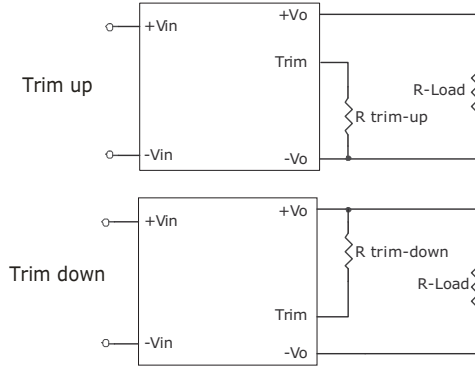 +Vin
+Vo
Trim
Trim up
R-Load
R trim-up
-Vin
-Vo
+Vin
+Vo
R trim-down
Trim down
R-Load
Trim
-Vin
-Vo